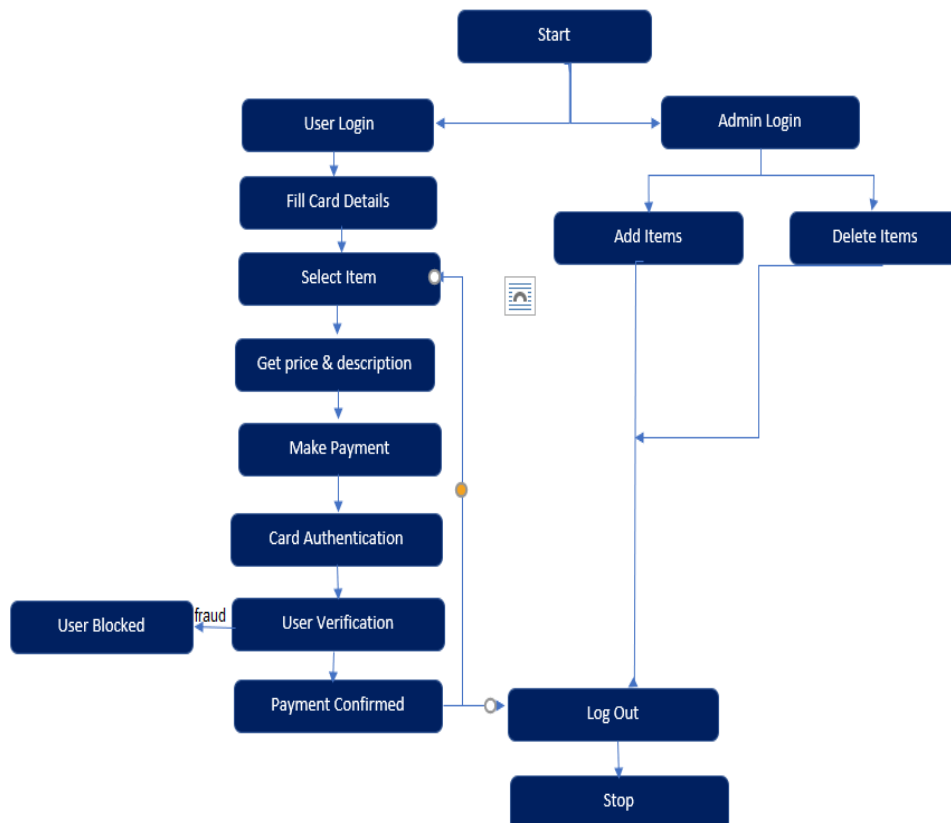 Start
User Login
Admin Login
Fill Card Details
Add Items
Delete Items
Select Item
Get price & description
Make Payment
Card Authentication
User Blocked
fraud
User Verification
Payment Confirmed
Log Out
Stop